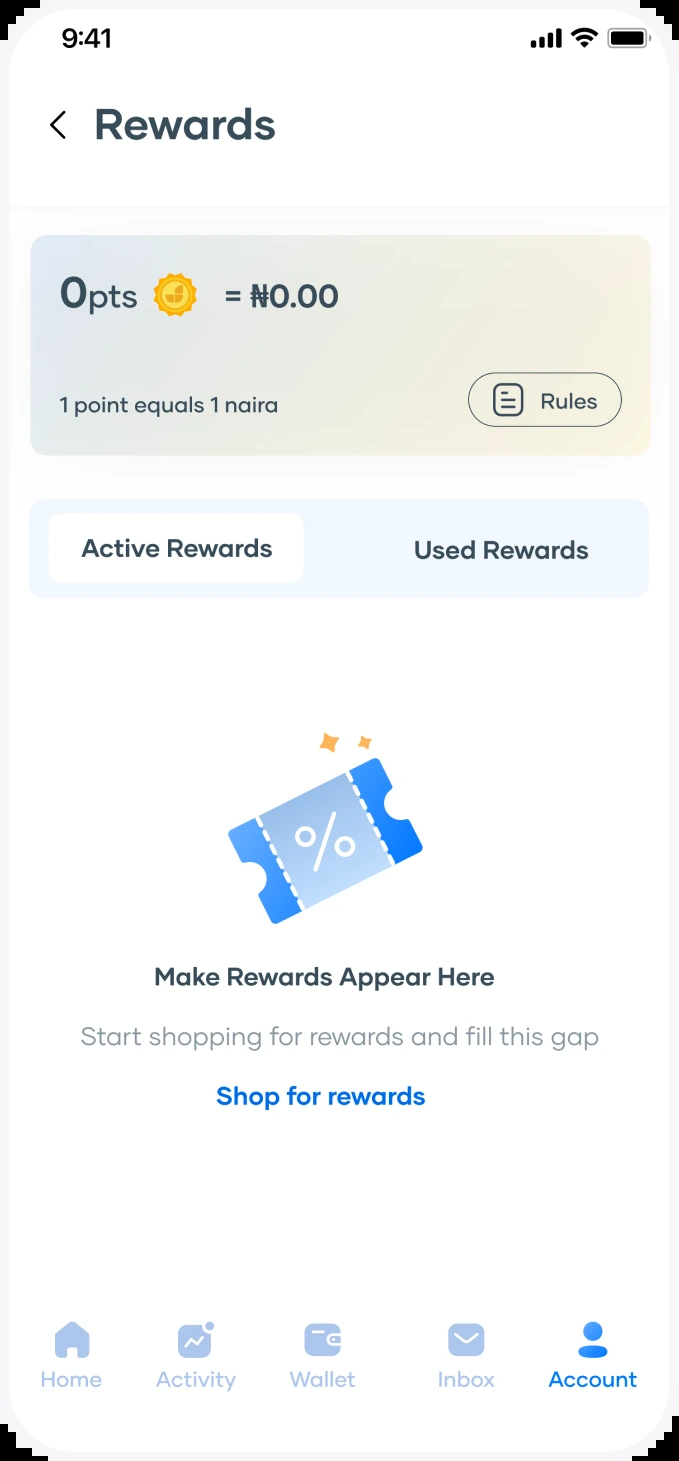 9:41
Rewards
0pts = ₦0.00
1 point equals 1 naira
Rules
Active Rewards
Used Rewards
%
Make Rewards Appear Here
Start shopping for rewards and fill this gap
Shop for rewards
Home
Activity
Wallet
Inbox
Account